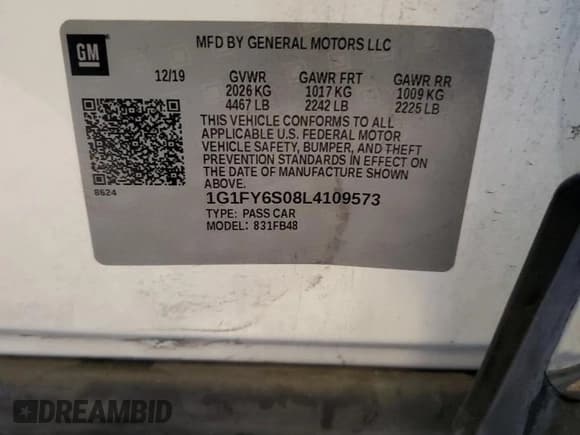 GM
MFD BY GENERAL MOTORS LLC
12/19 GVWR GAWR FRT GAWR RR
2026 KG 1017 KG 1009 KG
4467 LB 2242 LB 2225 LB
THIS VEHICLE CONFORMS TO ALL
APPLICABLE U.S. FEDERAL MOTOR
VEHICLE SAFETY, BUMPER, AND THEFT
PREVENTION STANDARDS IN EFFECT ON
THE DATE OF MANUFACTURE SHOWN
ABOVE.
8624
1G1FY6S08L4109573
TYPE: PASS CAR
MODEL: 831FB48
DREAMBID